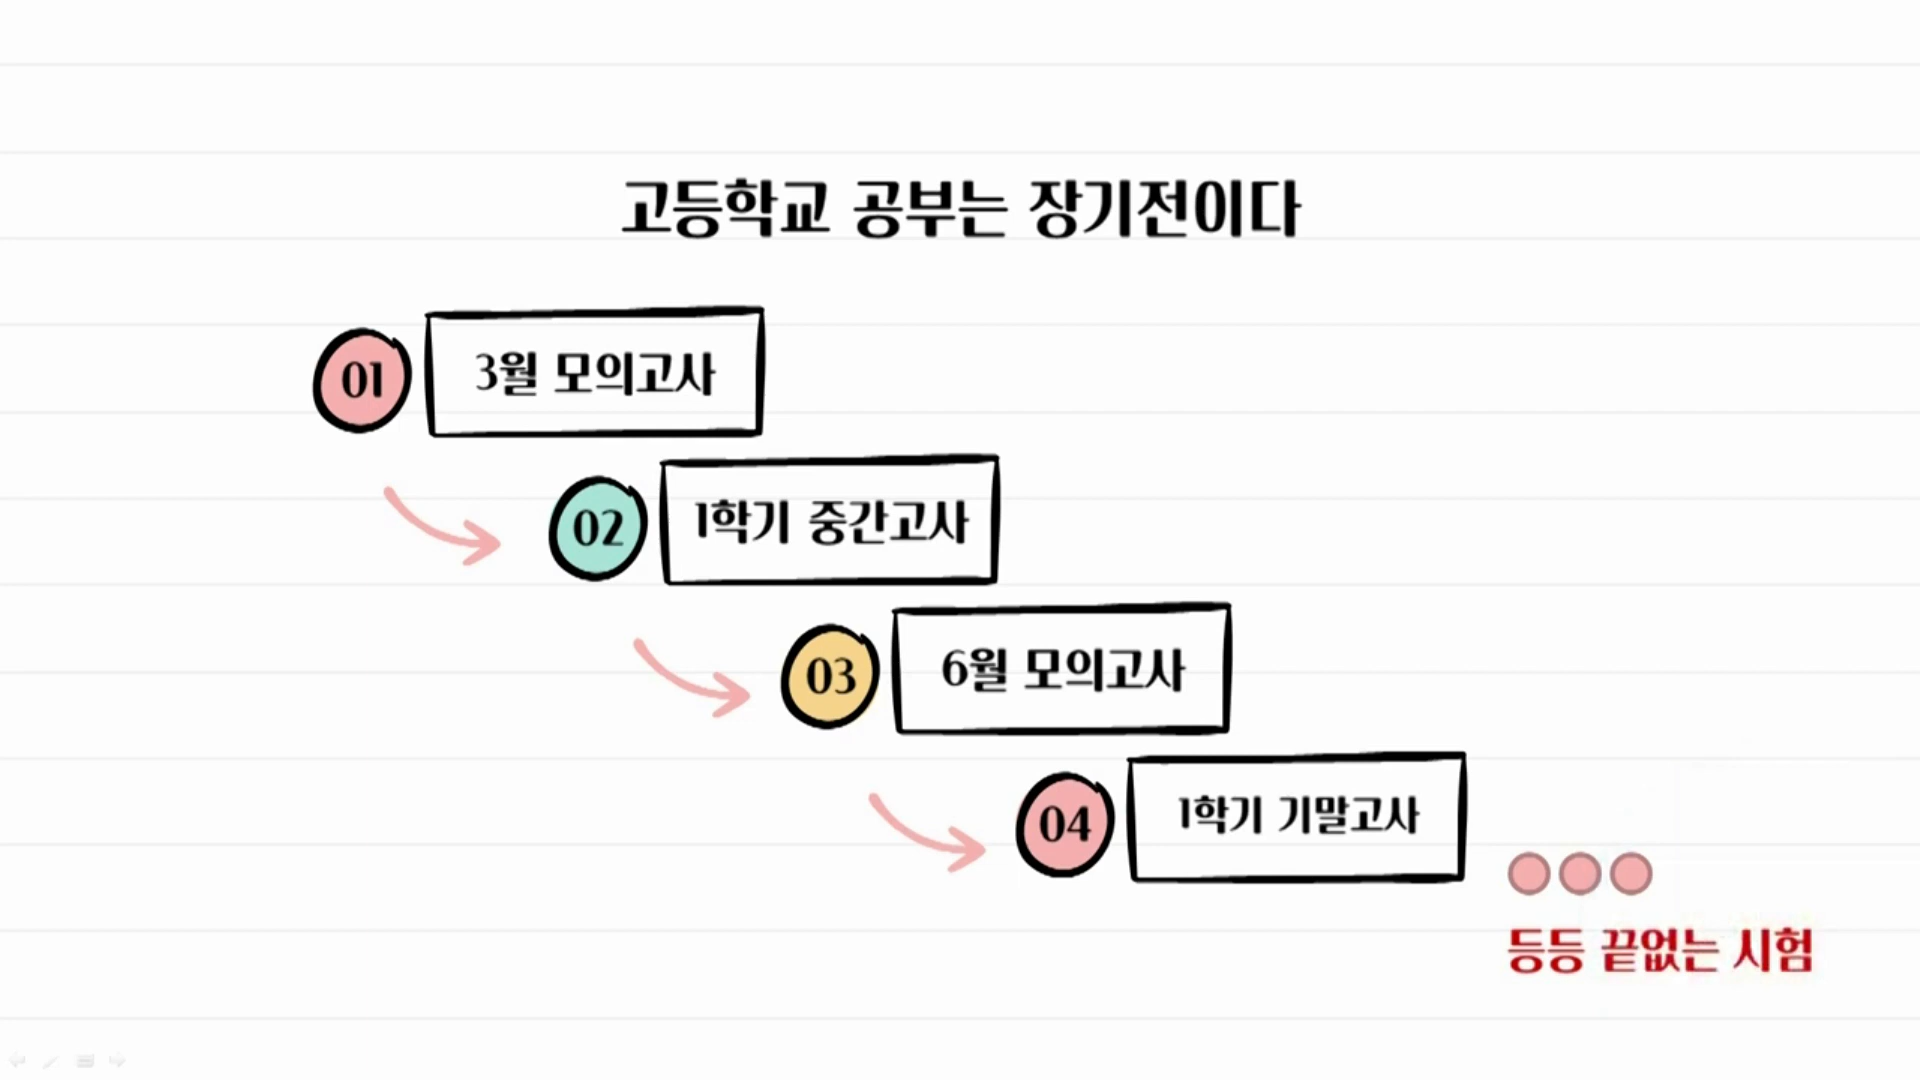 고등학교 공부는 장기전이다
01
3월 모의고사
02
1학기 중간고사
03
6월 모의고사
04
1학기 기말고사
등등 끝없는 시험